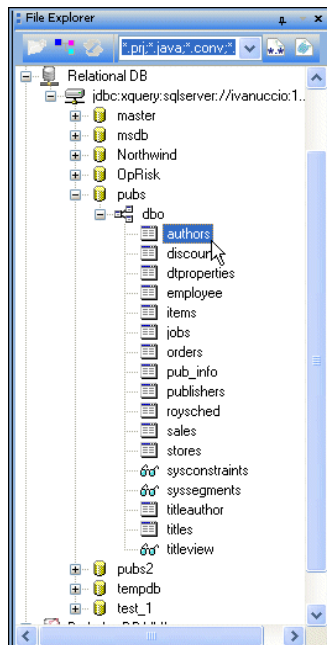 File Explorer
*.prj;*.java;*.conv;*.
Relational DB
jdbc:xquery:sqlserver://ivanuccio:1..
master
msdb
Northwind
OpRisk
pubs
dbo
authors
dtproperties
employee
items
jobs
orders
pub_info
publishers
roysched
sales
stores
sysconstraints
syssegments
titleauthor
titles
titleview
pubs2
tempdb
test_1